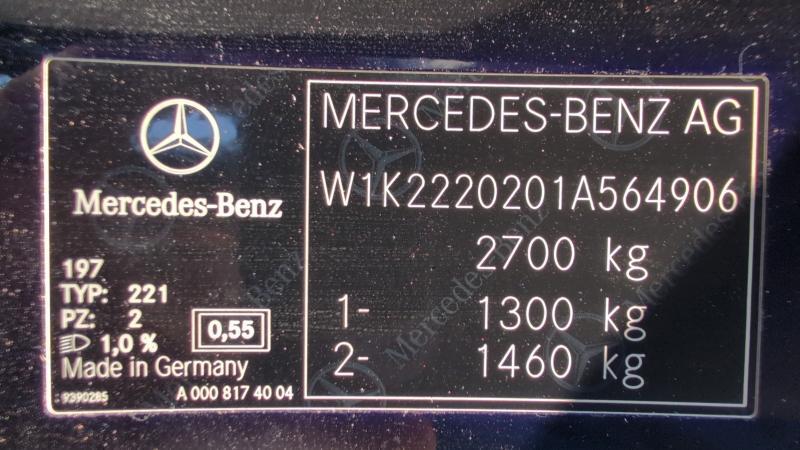 MERCEDES-BENZ AG
W1K2220201A564906
2700 kg
1- 1300 kg
2- 1460 kg
Mercedes-Benz
197
TYP: 221
PZ: 2
1,0 %
0,55
Made in Germany
9390285
A 000 817 40 04